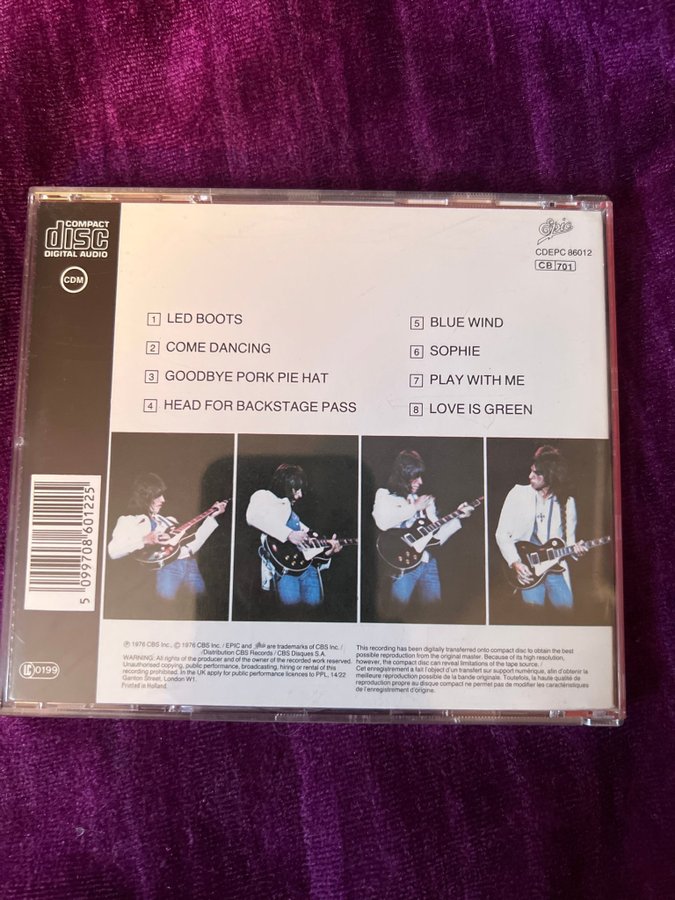 COMPACT
disc
DIGITAL AUDIO
CDM
Epic
CDEPC 86012
CB 701
1 LED BOOTS
2 COME DANCING
3 GOODBYE PORK PIE HAT
4 HEAD FOR BACKSTAGE PASS
5 BLUE WIND
6 SOPHIE
7 PLAY WITH ME
8 LOVE IS GREEN
5 099708 601225
LC 0199
℗ 1976 CBS Inc., © 1976 CBS Inc. / EPIC and Epic are trademarks of CBS Inc. /
/Distribution CBS Records / CBS Disques S.A.
WARNING: All rights of the producer and of the owner of the recorded work reserved.
Unauthorised copying, public performance, broadcasting, hiring or rental of this
recording prohibited. In the UK apply for public performance licences to PPL, 14/22
Ganton Street, London W1.
Printed in Holland.
This recording has been digitally transferred onto compact disc to obtain the best
possible reproduction from the original master. Because of its high resolution,
however, the compact disc can reveal limitations of the tape source. /
Cet enregistrement a fait l'objet d'un transfert sur support numérique, afin d'obtenir la
meilleure réproduction possible de la bande originale. Toutefois, la haute qualité de
réproduction propre au disque compact ne permet pas de modifier les caractéristiques
de l'enregistrement d'origine.